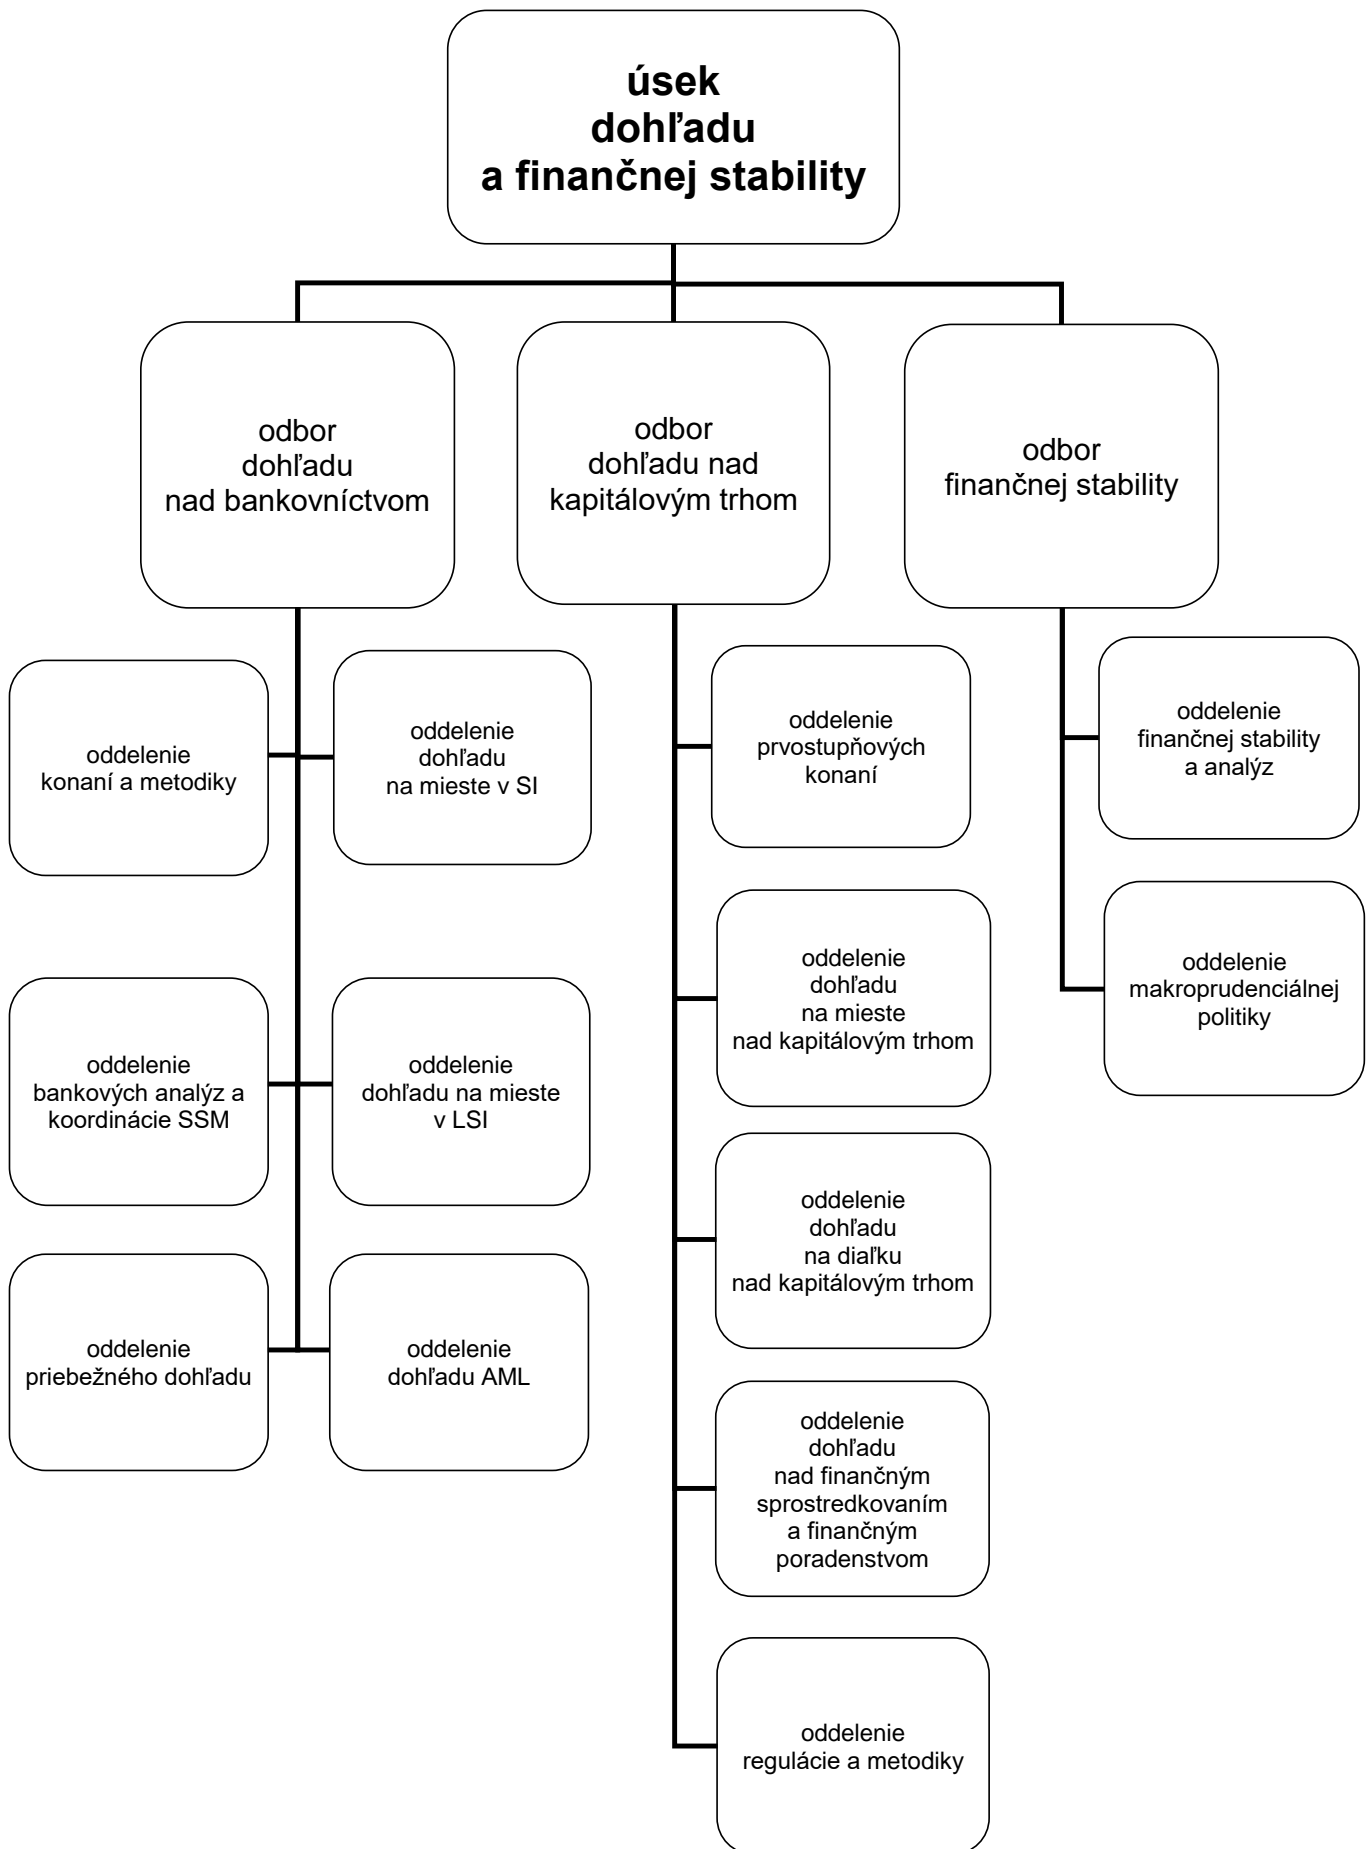 úsek
dohľadu
a finančnej stability
odbor
dohľadu
nad bankovníctvom
odbor
dohľadu nad
kapitálovým trhom
odbor
finančnej stability
oddelenie
konaní a metodiky
oddelenie
dohľadu
na mieste v SI
oddelenie
bankových analýz a
koordinácie SSM
oddelenie
dohľadu na mieste
v LSI
oddelenie
priebežného dohľadu
oddelenie
dohľadu AML
oddelenie
prvostupňových
konaní
oddelenie
dohľadu
na mieste
nad kapitálovým trhom
oddelenie
dohľadu
na diaľku
nad kapitálovým trhom
oddelenie
dohľadu
nad finančným
sprostredkovaním
a finančným
poradenstvom
oddelenie
regulácie a metodiky
oddelenie
finančnej stability
a analýz
oddelenie
makroprudenciálnej
politiky